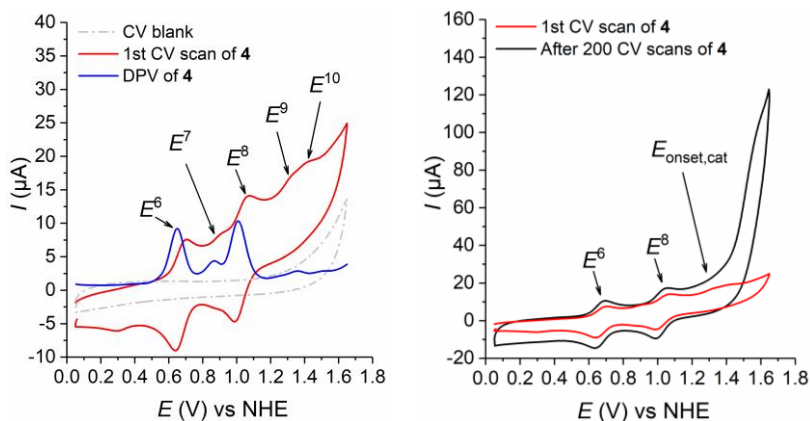 CV blank
1st CV scan of 4
DPV of 4
E⁶
E⁷
E⁸
E⁹
E¹⁰
40
35
30
25
20
15
10
5
0
-5
-10
I (µA)
0.0 0.2 0.4 0.6 0.8 1.0 1.2 1.4 1.6 1.8
E (V) vs NHE
1st CV scan of 4
After 200 CV scans of 4
E⁶
E⁸
Eonset,cat
160
140
120
100
80
60
40
20
0
-20
I (µA)
0.0 0.2 0.4 0.6 0.8 1.0 1.2 1.4 1.6 1.8
E (V) vs NHE